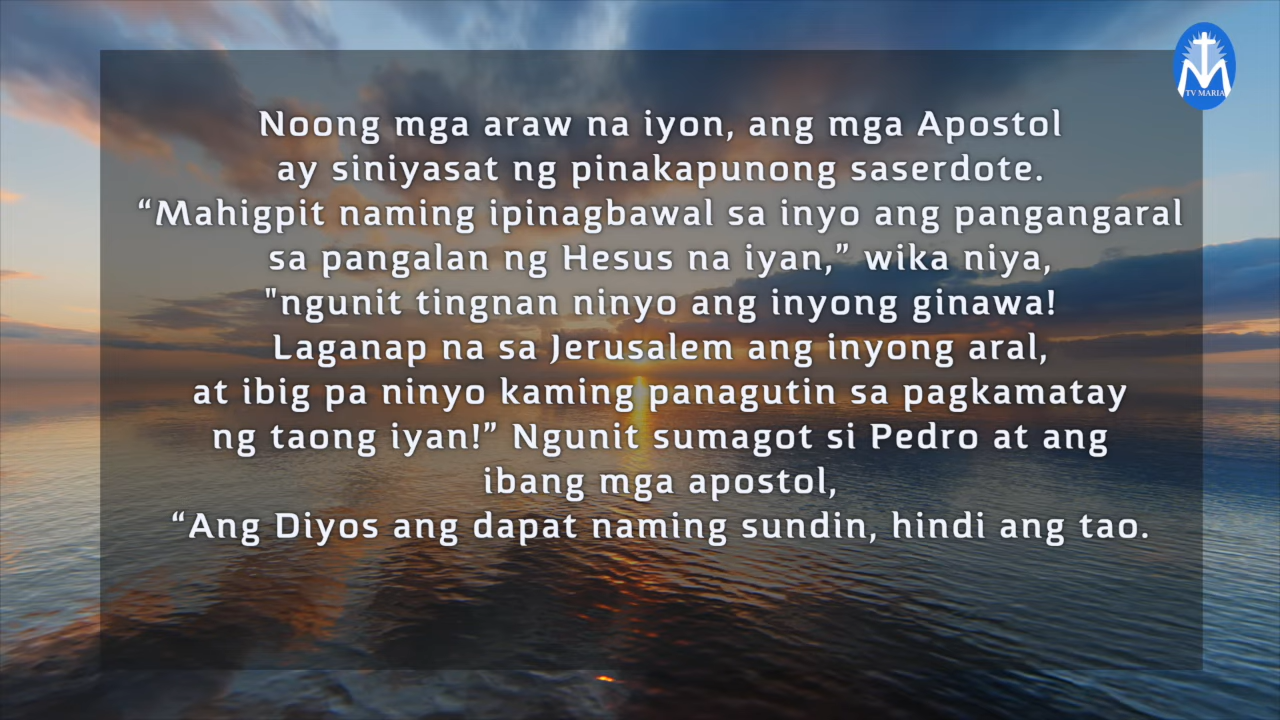 Noong mga araw na iyon, ang mga Apostol
ay siniyasat ng pinakapunong saserdote.
“Mahigpit naming ipinagbawal sa inyo ang pangangaral
sa pangalan ng Hesus na iyan,” wika niya,
"ngunit tingnan ninyo ang inyong ginawa!
Laganap na sa Jerusalem ang inyong aral,
at ibig pa ninyo kaming panagutin sa pagkamatay
ng taong iyan!” Ngunit sumagot si Pedro at ang
ibang mga apostol,
“Ang Diyos ang dapat naming sundin, hindi ang tao.
TV MARIA